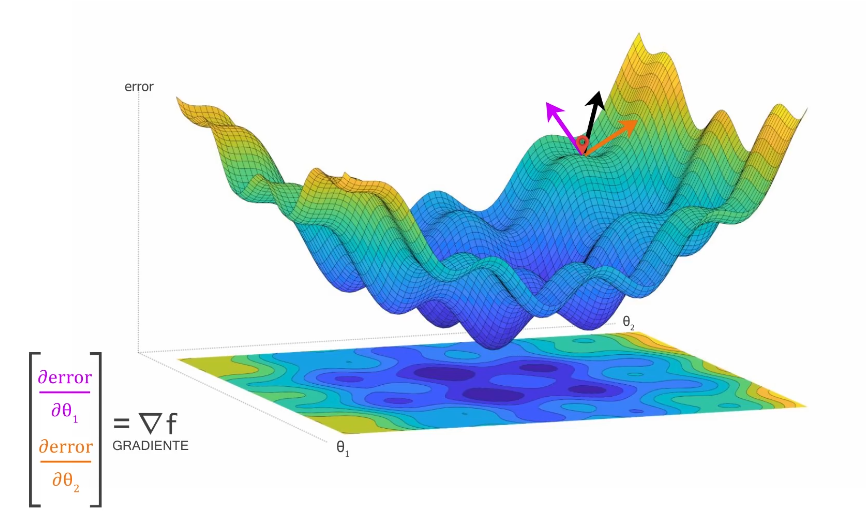 error
θ2
θ1
∂error
∂θ1
∂error
∂θ2
= ∇f
GRADIENTE